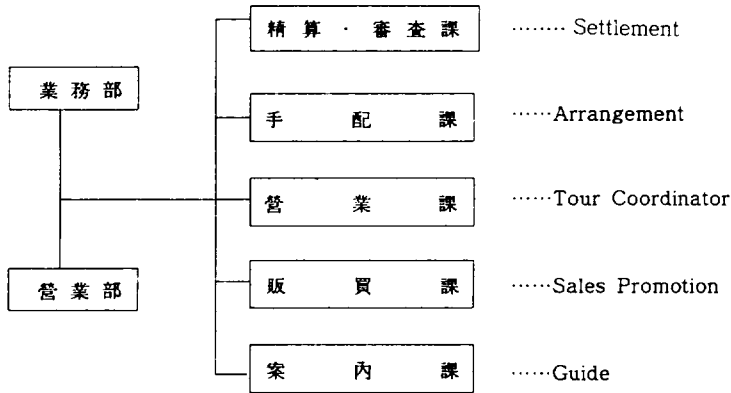 精算・審査課 ········ Settlement
業務部
手配課 ······Arrangement
營業課 ······Tour Coordinator
營業部
販買課 ······Sales Promotion
案內課 ······Guide